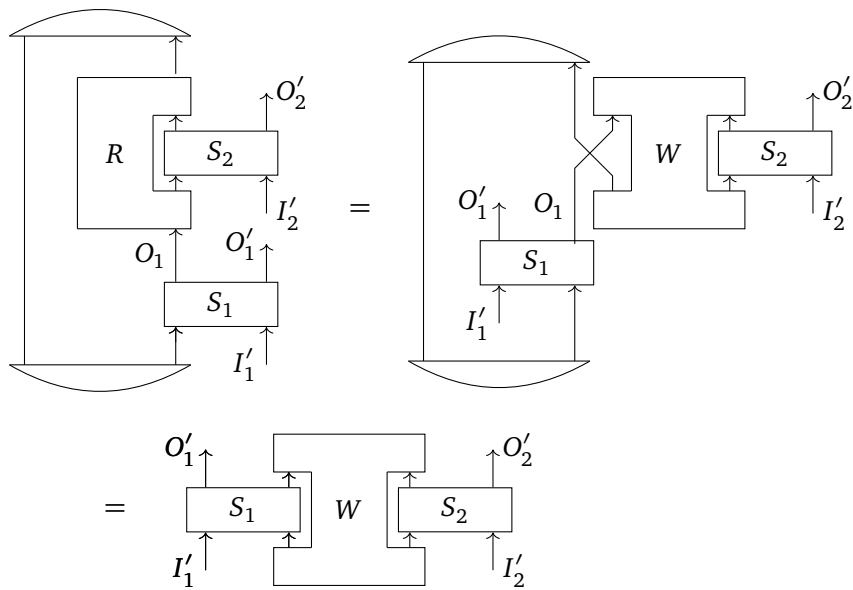 O′₂
R S₂
I′₂
O₁ O′₁
S₁
I′₁
=
O′₂
W S₂
O′₁ O₁ I′₂
S₁
I′₁
=
O′₁ O′₂
S₁ W S₂
I′₁ I′₂